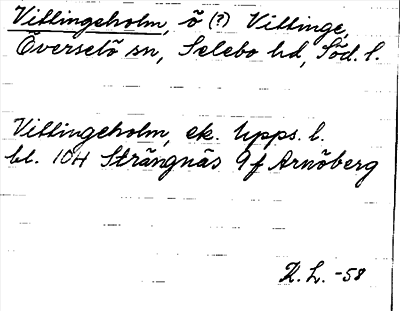 Villingeholm, ö (?) Villinge,
Överselö sn, Selebo hd, Söd. l.
Villingeholm, ek. Upps. l.
bl. 10H Strängnäs 9f Arnöberg
R. L. -58